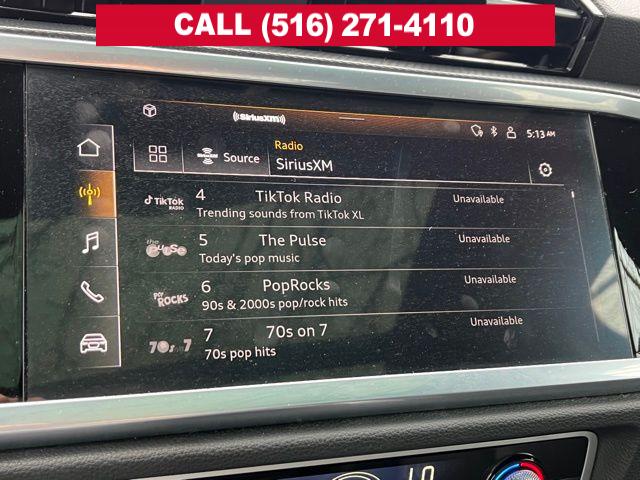 CALL (516) 271-4110
((SiriusXM))
5:13 AM
Radio
SiriusXM Source SiriusXM
TikTok RADIO 4 TikTok Radio Unavailable
Trending sounds from TikTok XL
the Pulse 5 The Pulse Unavailable
Today's pop music
POP ROCKS 6 PopRocks Unavailable
90s & 2000s pop/rock hits
70s on 7 7 70s on 7 Unavailable
70s pop hits
LO